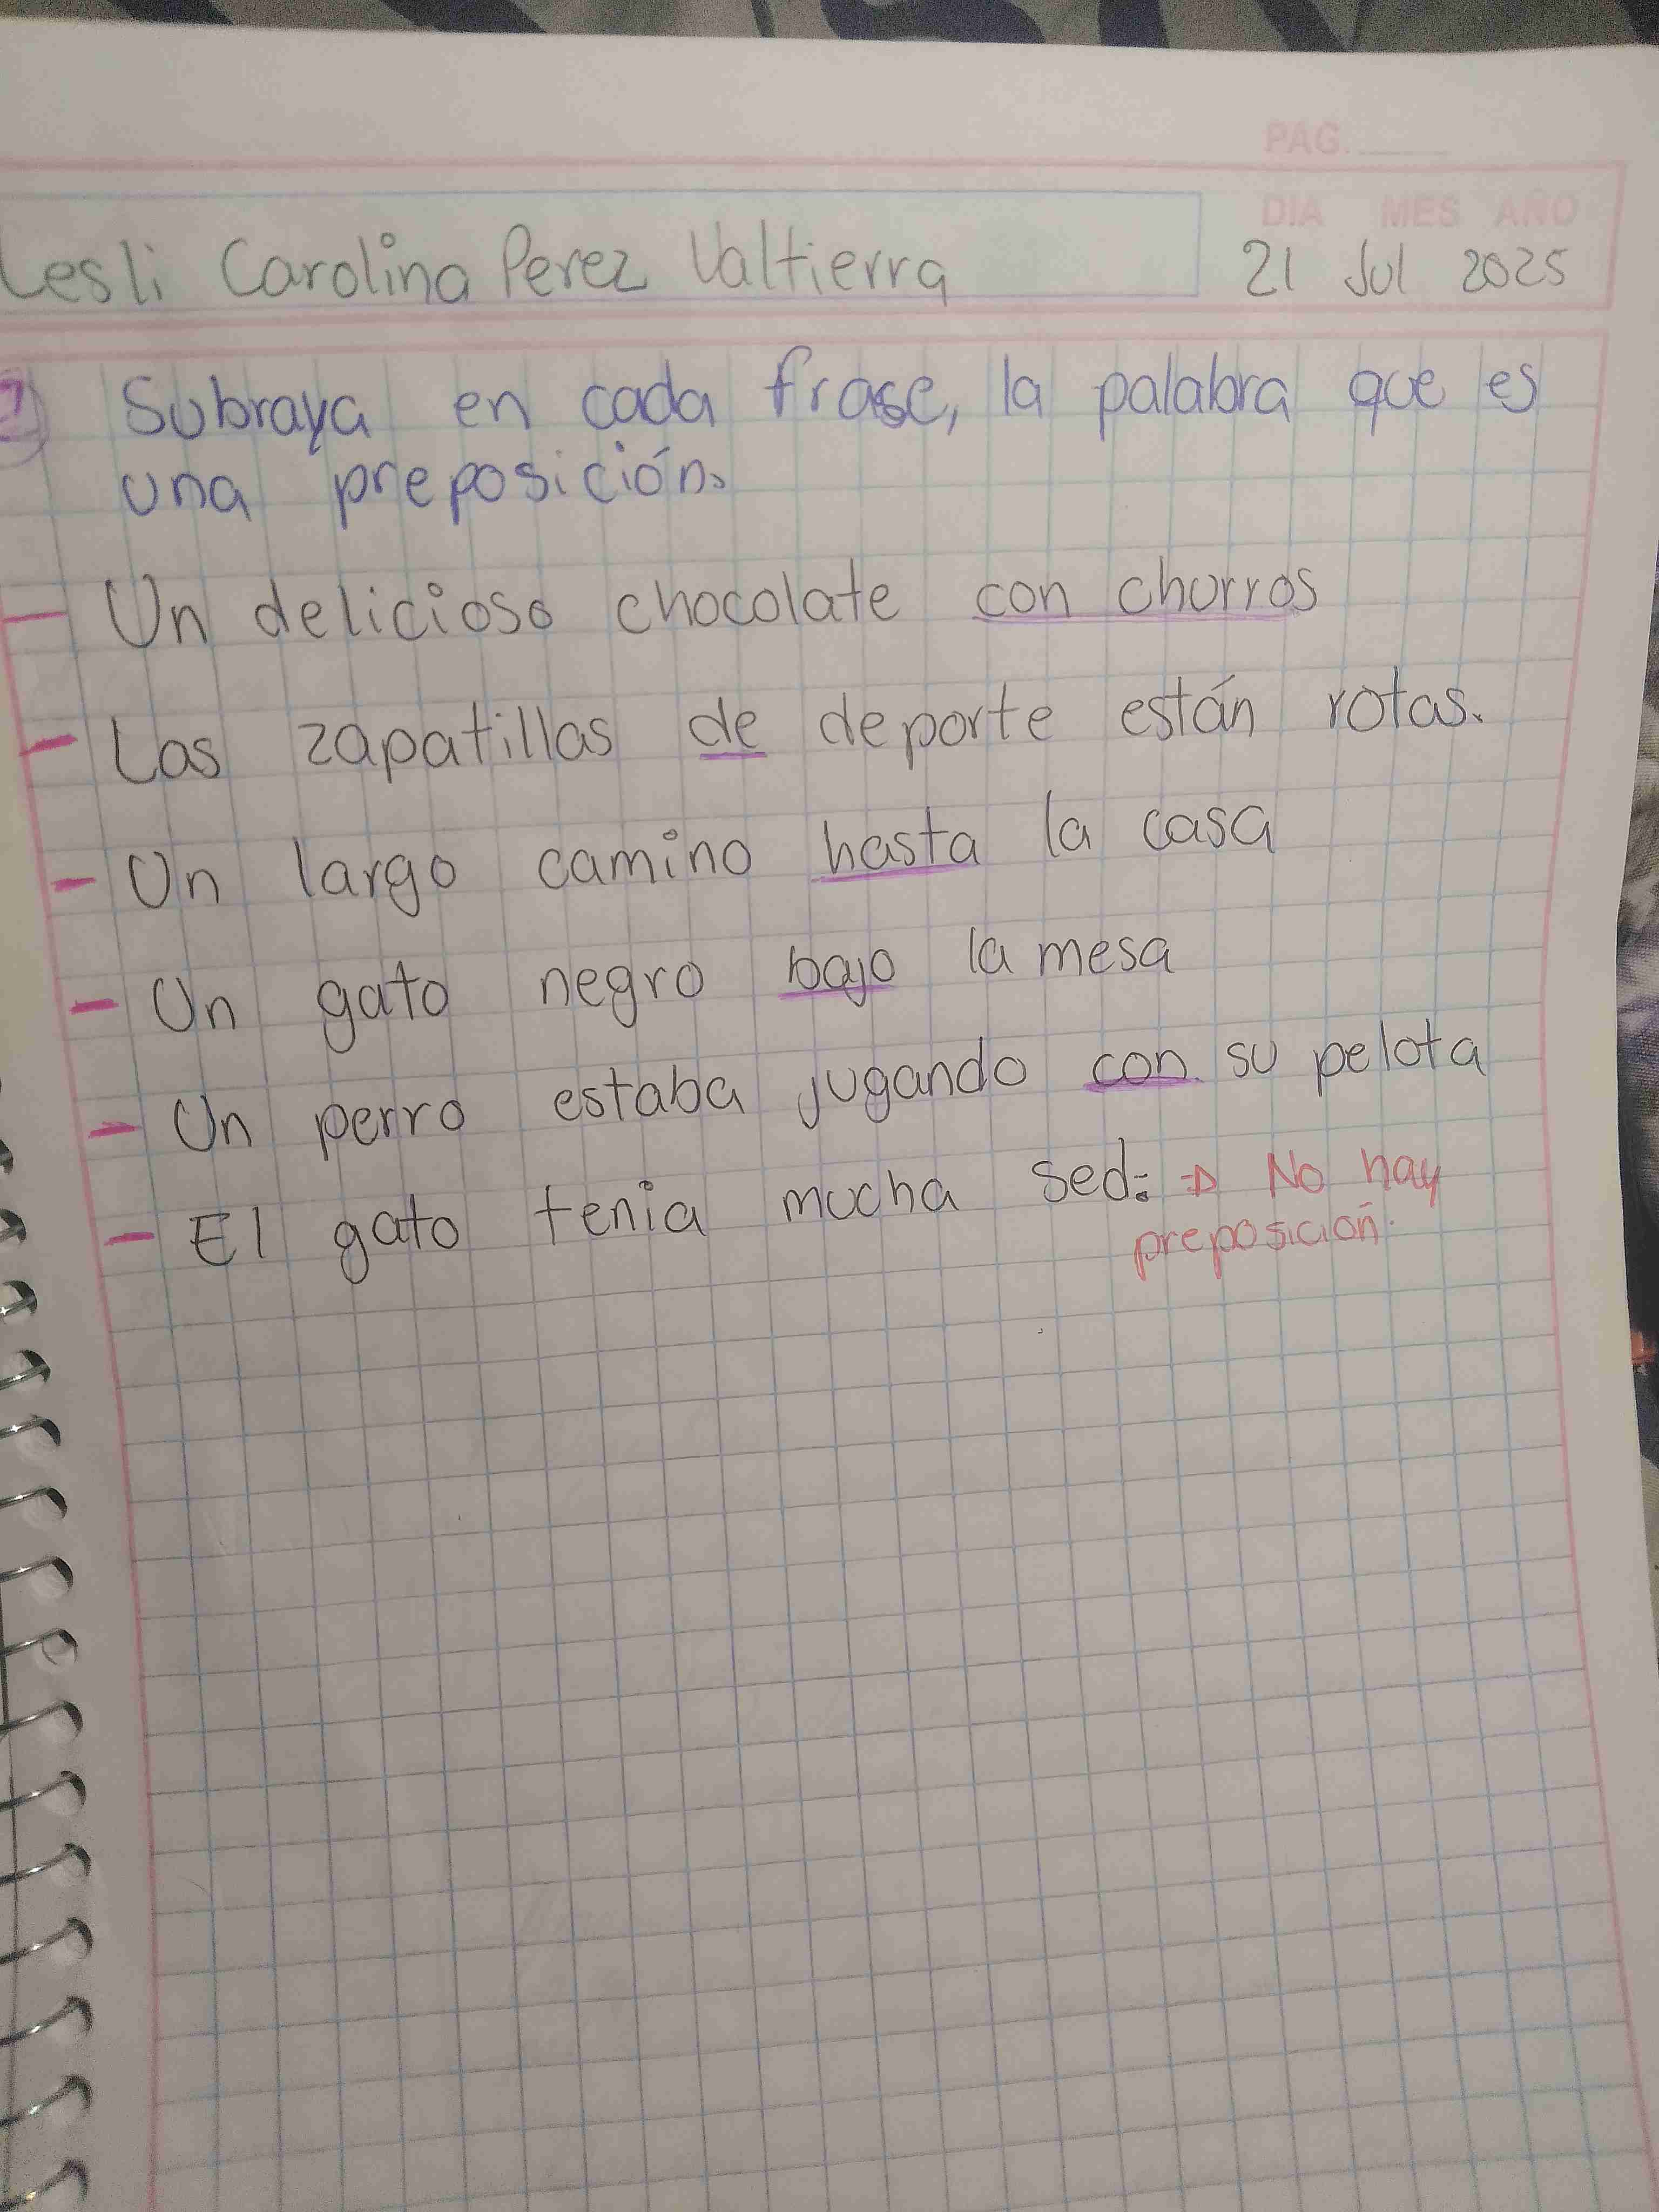 PAG.
DIA MES AÑO
Lesli Carolina Perez Valtierra 21 Jul 2025
Subraya en cada frase, la palabra que es
una preposición.
- Un delicioso chocolate con churros
- Las zapatillas de deporte están rotas.
- Un largo camino hasta la casa
- Un gato negro bajo la mesa
- Un perro estaba jugando con su pelota
- El gato tenia mucha sed. ⇒ No hay
preposición.